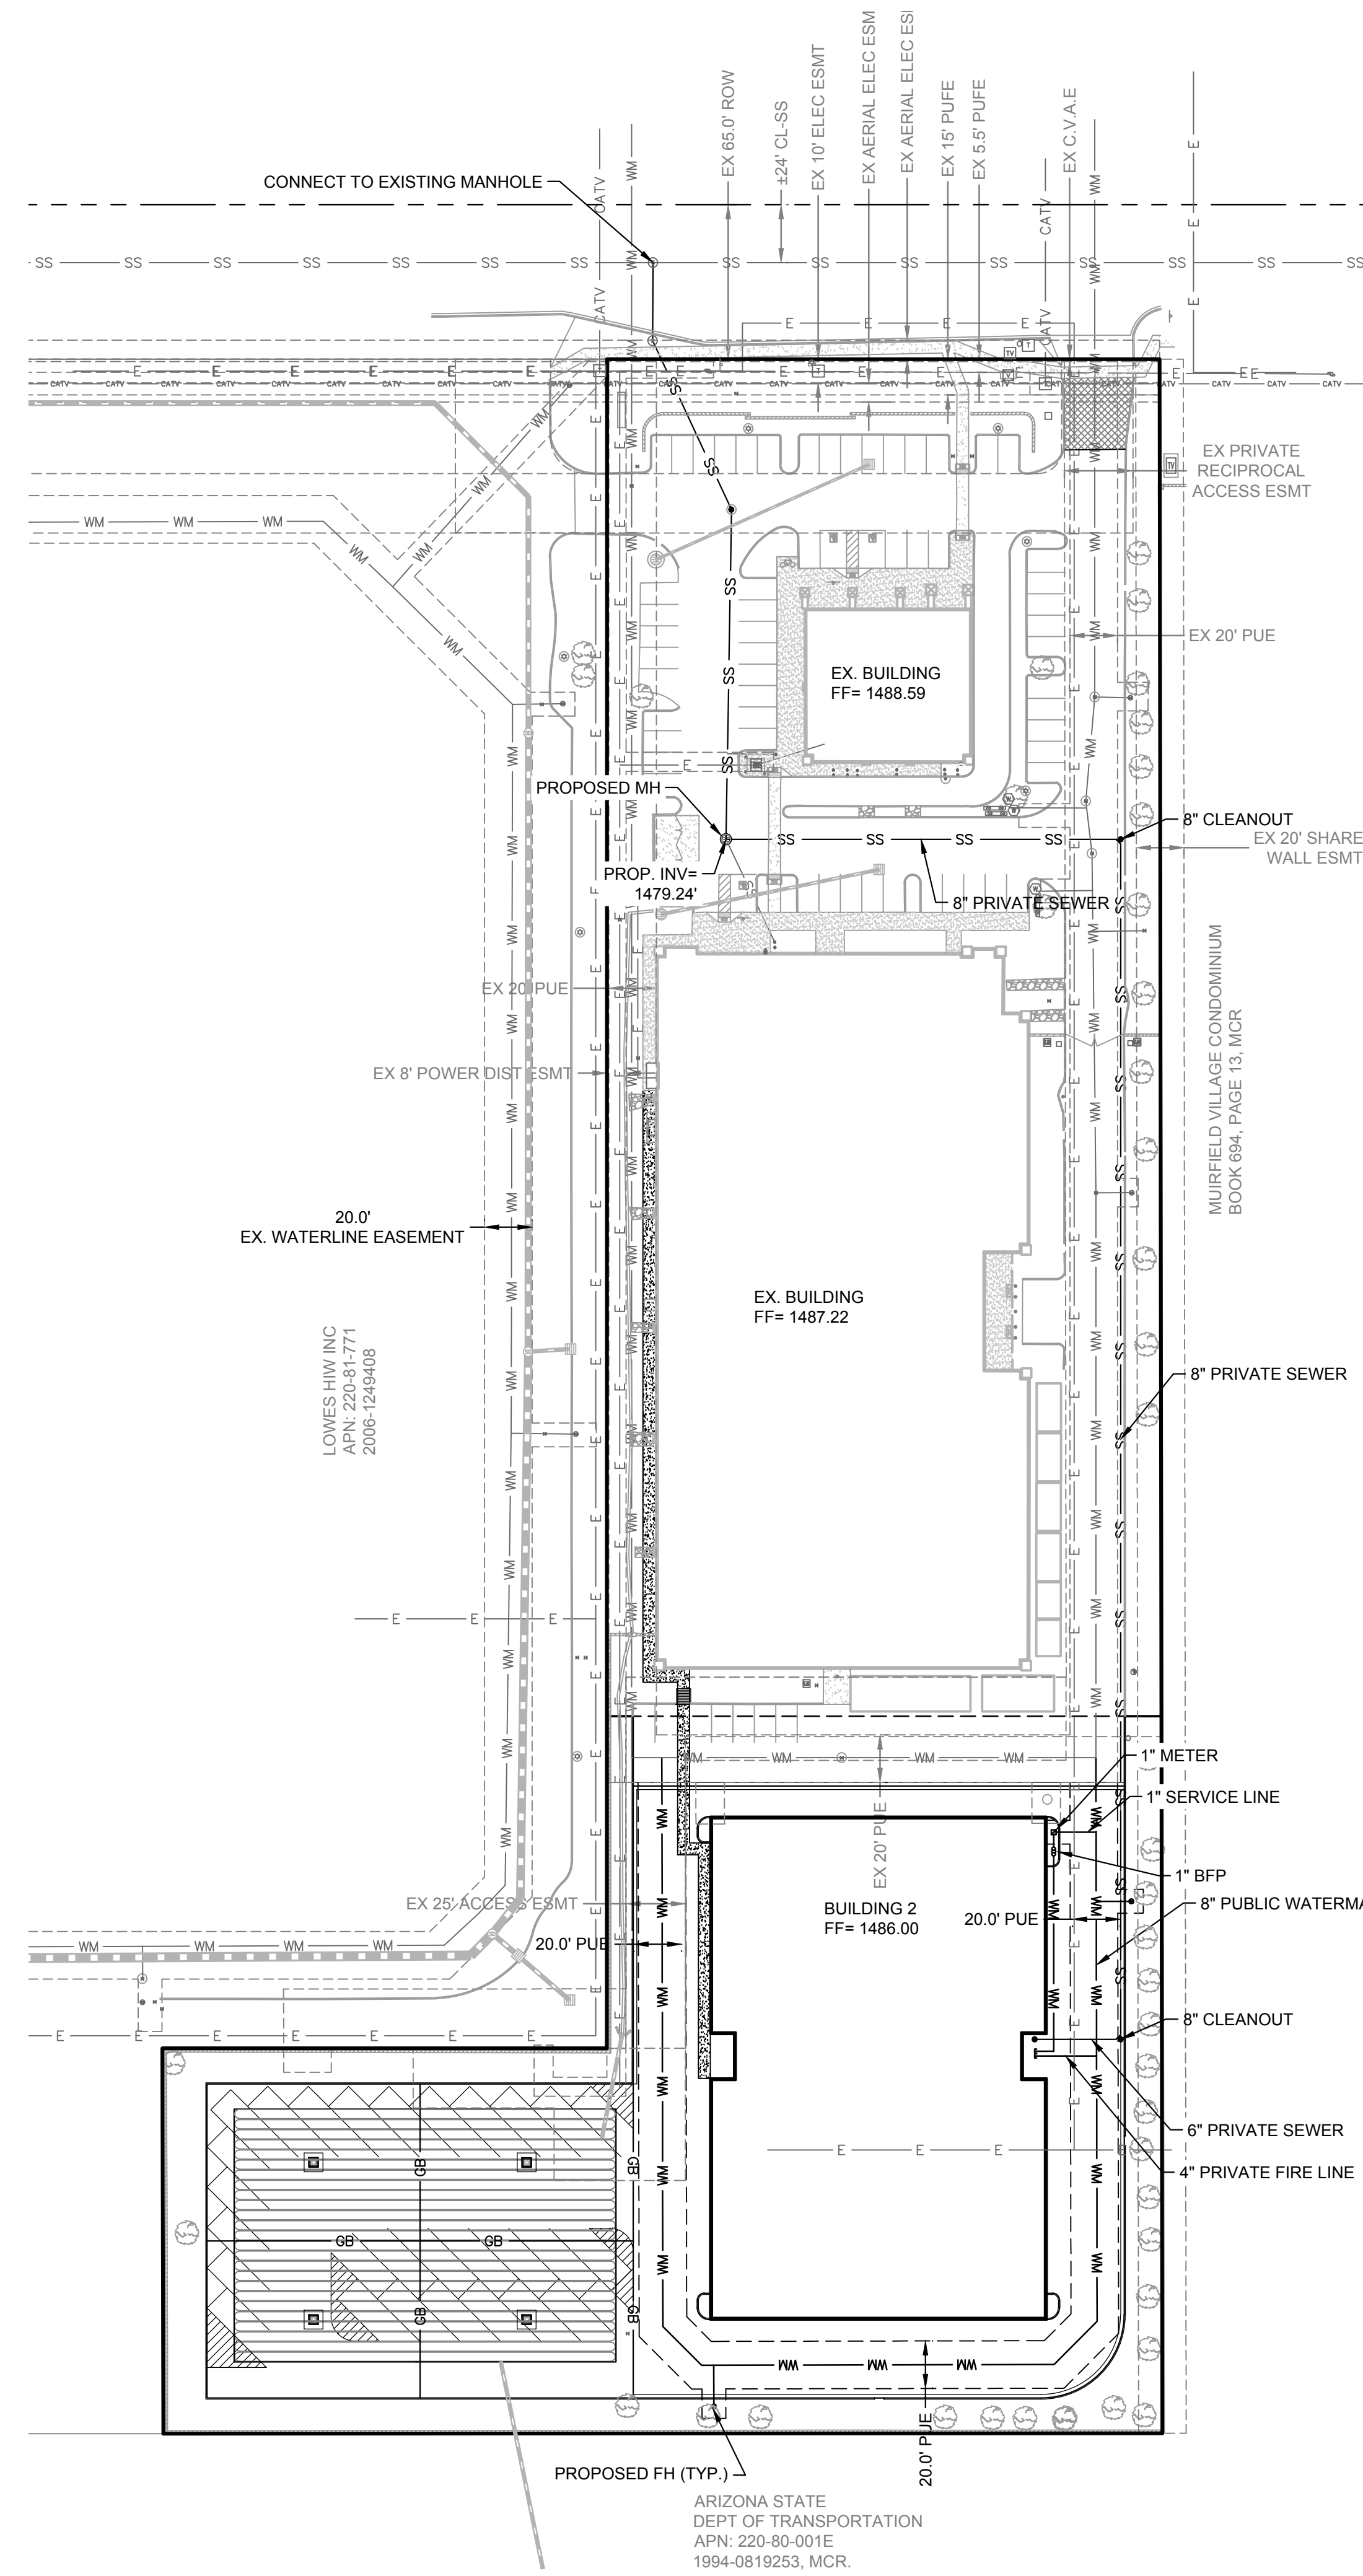 EX 65.0' ROW
±24' CL-SS
EX 10' ELEC ESMT
EX AERIAL ELEC ESM
EX AERIAL ELEC ES
EX 15' PUFE
EX 5.5' PUFE
EX C.V.A.E
CONNECT TO EXISTING MANHOLE
EX PRIVATE
RECIPROCAL
ACCESS ESMT
EX 20' PUE
EX. BUILDING
FF= 1488.59
PROPOSED MH
PROP. INV=
1479.24'
8" CLEANOUT
EX 20' SHARE
WALL ESMT
8" PRIVATE SEWER
EX 20' PUE
EX 8' POWER DIST ESMT
MUIRFIELD VILLAGE CONDOMINIUM
BOOK 694, PAGE 13, MCR
20.0'
EX. WATERLINE EASEMENT
EX. BUILDING
FF= 1487.22
LOWES HIW INC
APN: 220-81-771
2006-1249408
8" PRIVATE SEWER
1" METER
1" SERVICE LINE
EX 20' PUE
1" BFP
EX 25' ACCESS ESMT
BUILDING 2
FF= 1486.00
20.0' PUE
8" PUBLIC WATERMA
20.0' PUE
8" CLEANOUT
6" PRIVATE SEWER
4" PRIVATE FIRE LINE
GB
GB
GB
GB
GB
GB
PROPOSED FH (TYP.)
20.0' PUE
ARIZONA STATE
DEPT OF TRANSPORTATION
APN: 220-80-001E
1994-0819253, MCR.